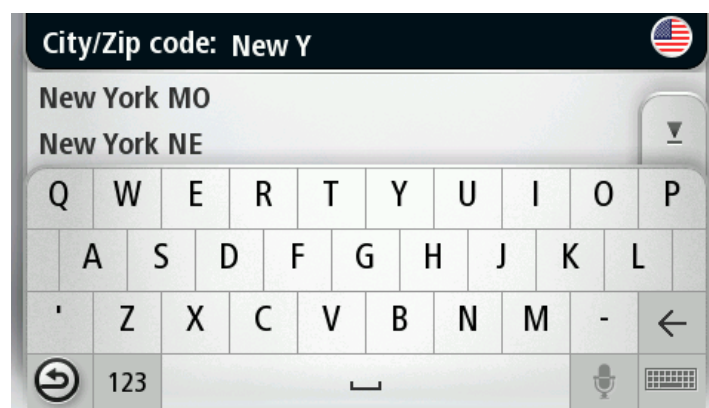 City/Zip code: New Y
New York MO
New York NE
Q W E R T Y U I O P
A S D F G H J K L
' Z X C V B N M -
123